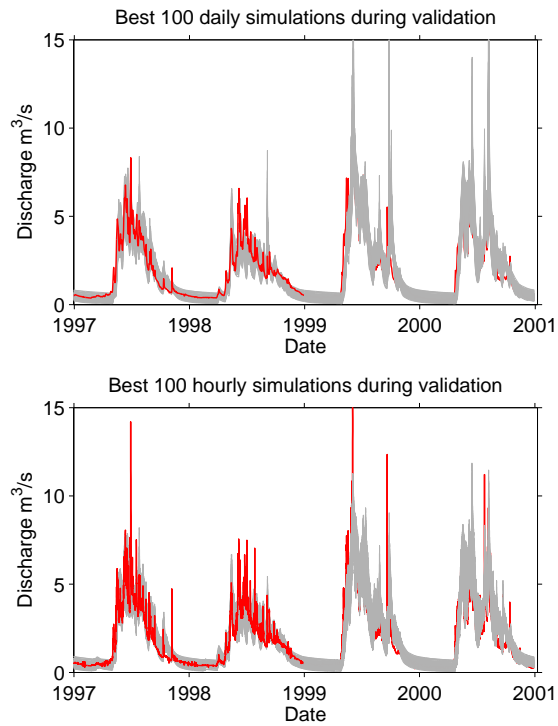 Best 100 daily simulations during validation
15
10
5
0
Discharge m³/s
1997 1998 1999 2000 2001
Date
Best 100 hourly simulations during validation
15
10
5
0
Discharge m³/s
1997 1998 1999 2000 2001
Date